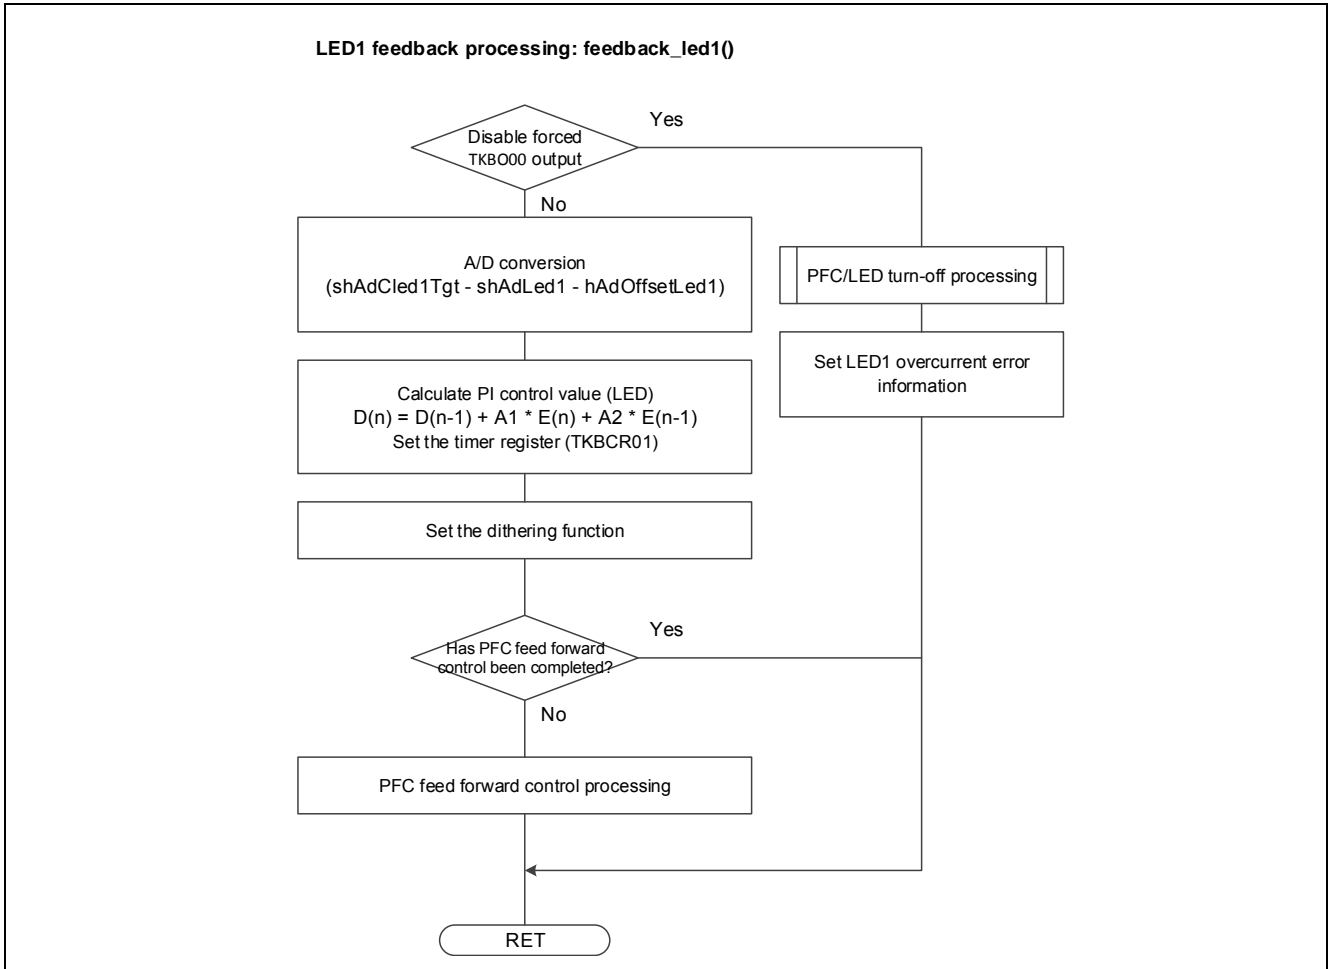 LED1 feedback processing: feedback_led1()
Disable forced
TKBO00 output
Yes
No
A/D conversion
(shAdCled1Tgt - shAdLed1 - hAdOffsetLed1)
PFC/LED turn-off processing
Set LED1 overcurrent error
information
Calculate PI control value (LED)
D(n) = D(n-1) + A1 * E(n) + A2 * E(n-1)
Set the timer register (TKBCR01)
Set the dithering function
Has PFC feed forward
control been completed?
Yes
No
PFC feed forward control processing
RET